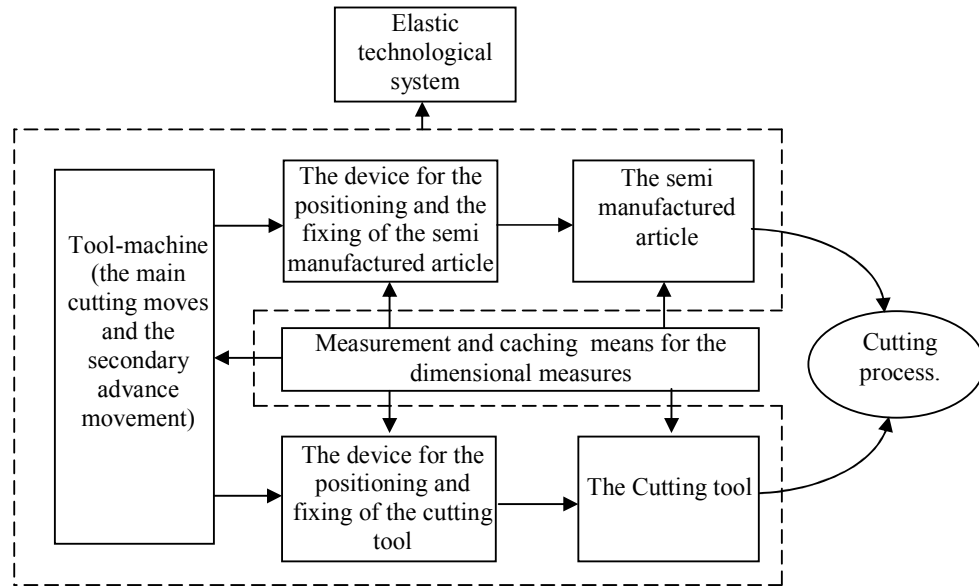 Elastic
technological
system
The device for the
positioning and the
fixing of the semi
manufactured article
The semi
manufactured
article
Tool-machine
(the main
cutting moves
and the
secondary
advance
movement)
Measurement and caching means for the
dimensional measures
Cutting
process.
The device for the
positioning and
fixing of the cutting
tool
The Cutting tool